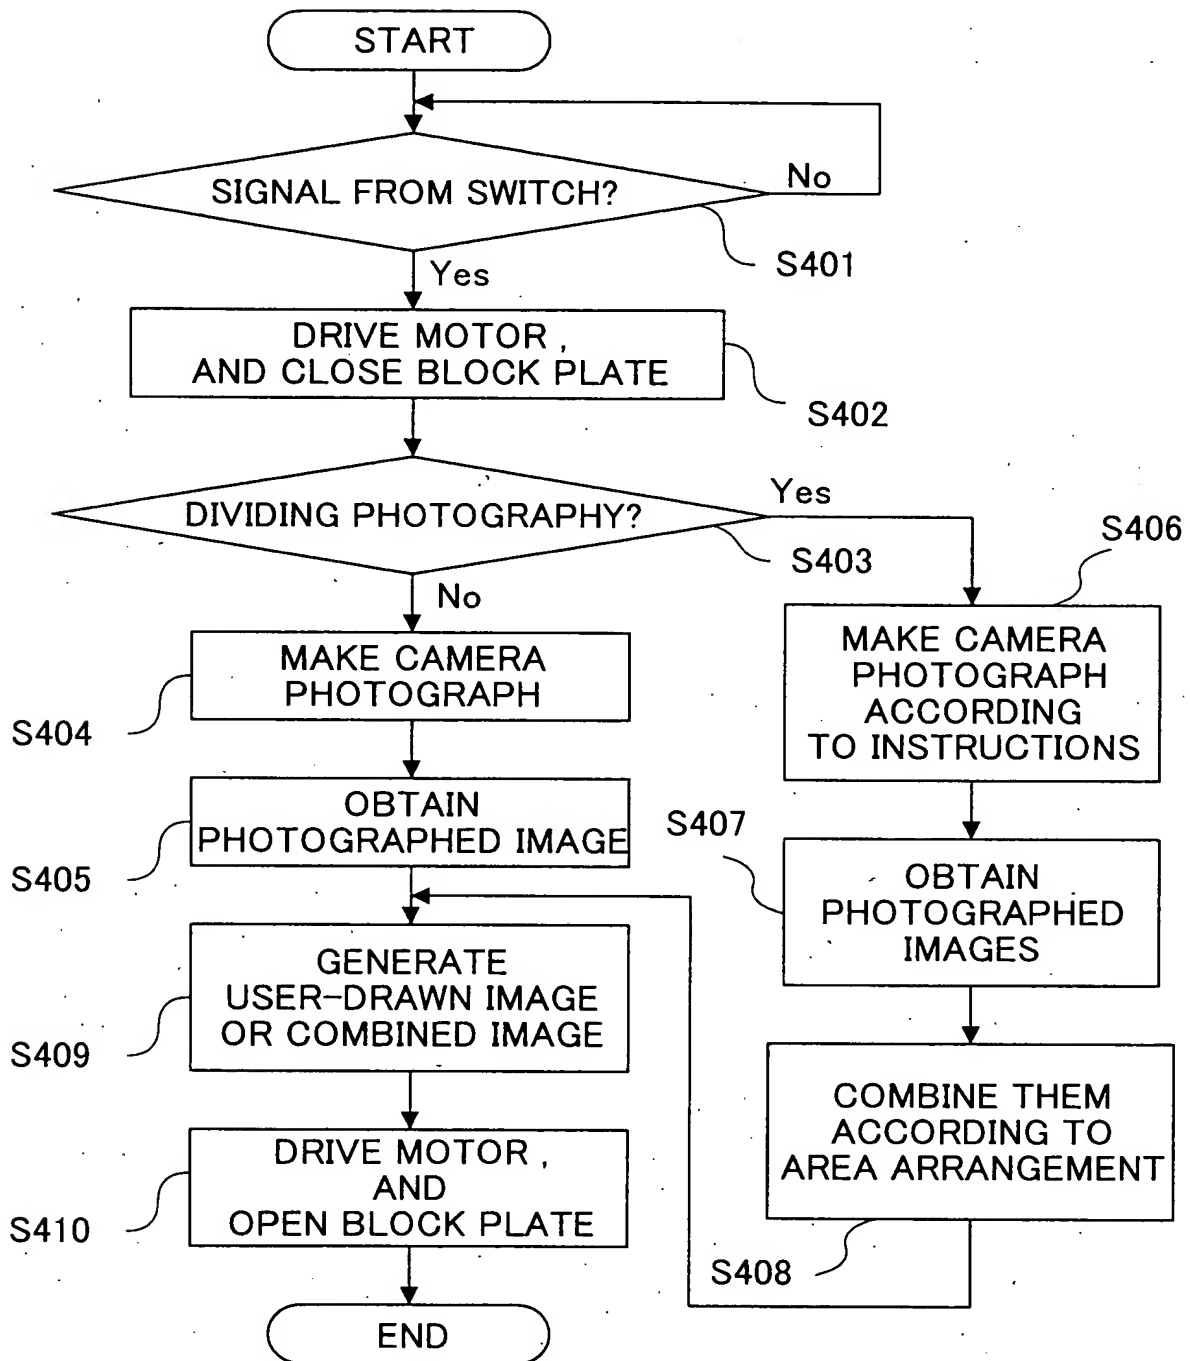 START
SIGNAL FROM SWITCH?
No
S401
Yes
DRIVE MOTOR ,
AND CLOSE BLOCK PLATE
S402
DIVIDING PHOTOGRAPHY?
Yes
S403
No
S406
MAKE CAMERA
PHOTOGRAPH
ACCORDING
TO INSTRUCTIONS
MAKE CAMERA
PHOTOGRAPH
S404
OBTAIN
PHOTOGRAPHED IMAGE
S405
S407
OBTAIN
PHOTOGRAPHED
IMAGES
GENERATE
USER-DRAWN IMAGE
OR COMBINED IMAGE
S409
COMBINE THEM
ACCORDING TO
AREA ARRANGEMENT
S408
DRIVE MOTOR ,
AND
OPEN BLOCK PLATE
S410
END